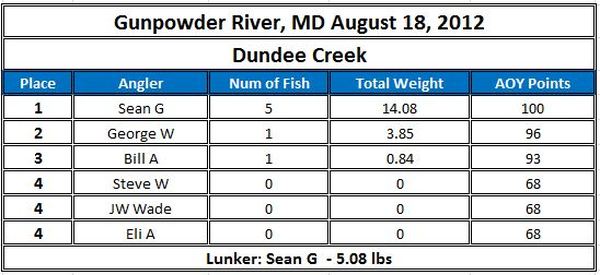 Gunpowder River, MD August 18, 2012
Dundee Creek
Place Angler Num of Fish Total Weight AOY Points
1 Sean G 5 14.08 100
2 George W 1 3.85 96
3 Bill A 1 0.84 93
4 Steve W 0 0 68
4 JW Wade 0 0 68
4 Eli A 0 0 68
Lunker: Sean G - 5.08 lbs